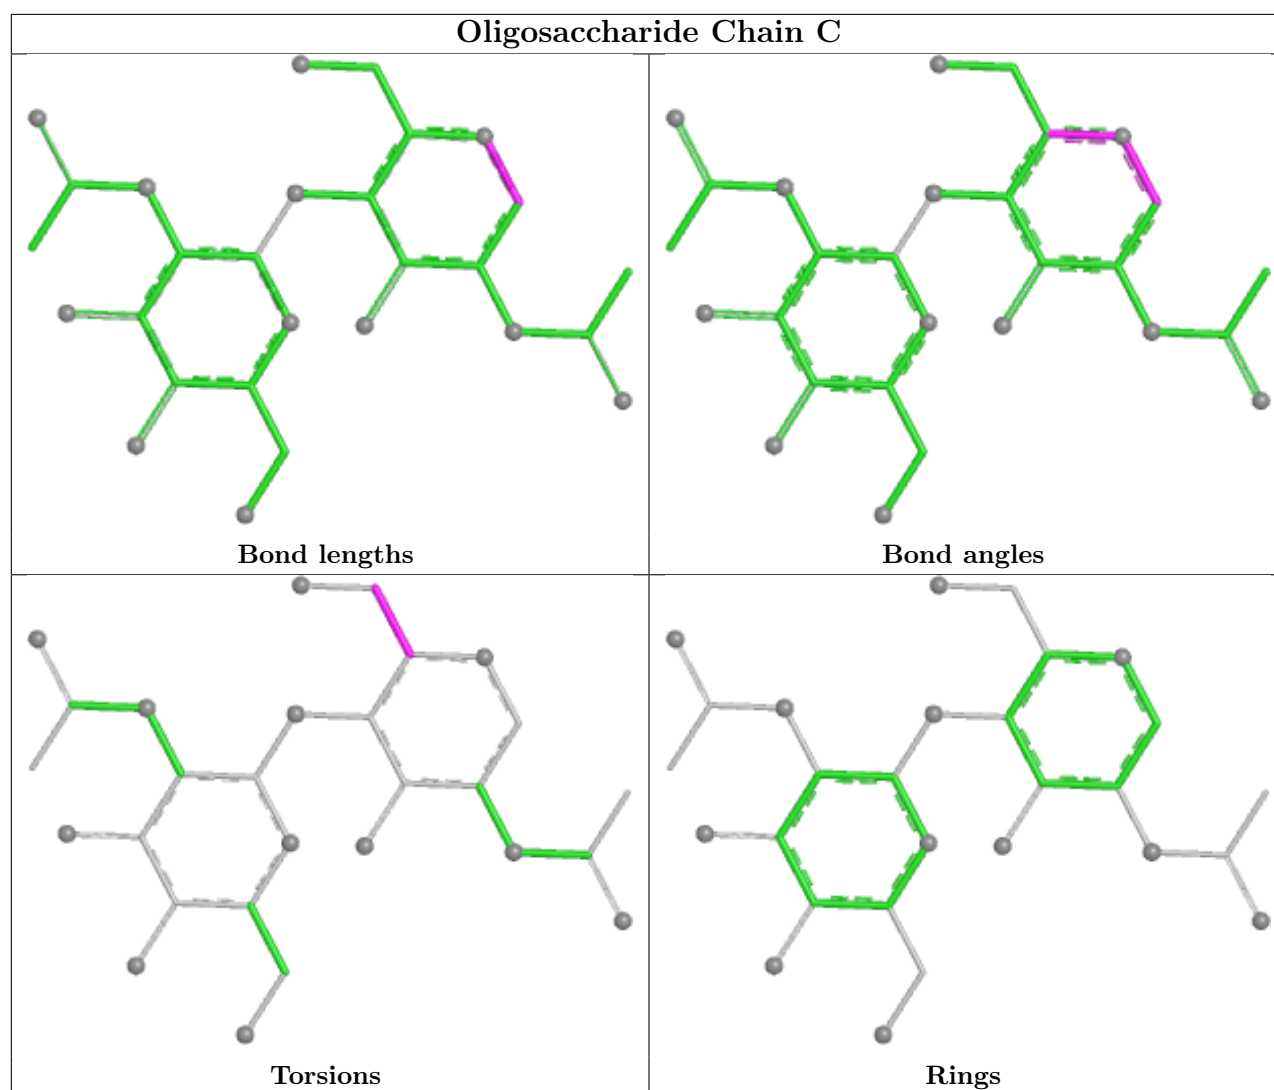 Oligosaccharide Chain C
Bond lengths
Bond angles
Torsions
Rings